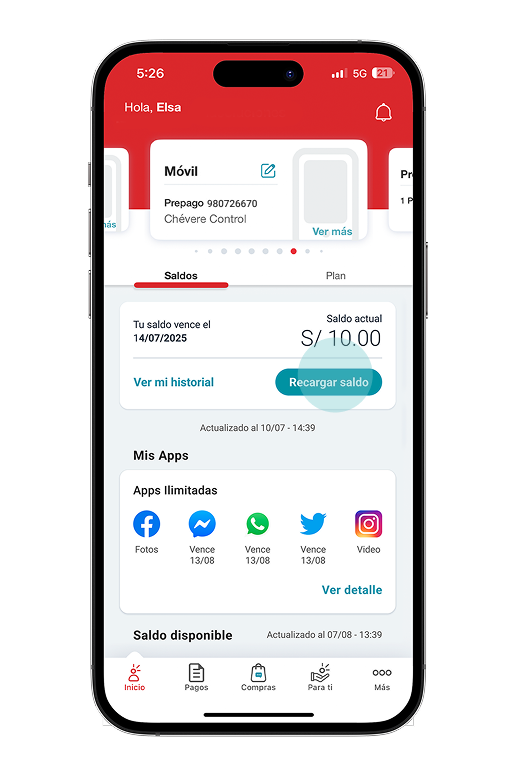 5:26
5G 21
Hola, Elsa
Móvil
Prepago 980726670
Chévere Control
Ver más
ás
Pr
1 P
Saldos
Plan
Tu saldo vence el
14/07/2025
Saldo actual
S/ 10.00
Ver mi historial
Recargar saldo
Actualizado al 10/07 - 14:39
Mis Apps
Apps Ilimitadas
Fotos
Vence
13/08
Vence
13/08
Vence
13/08
Video
Ver detalle
Saldo disponible
Actualizado al 07/08 - 13:39
Inicio
Pagos
Compras
Para ti
Más